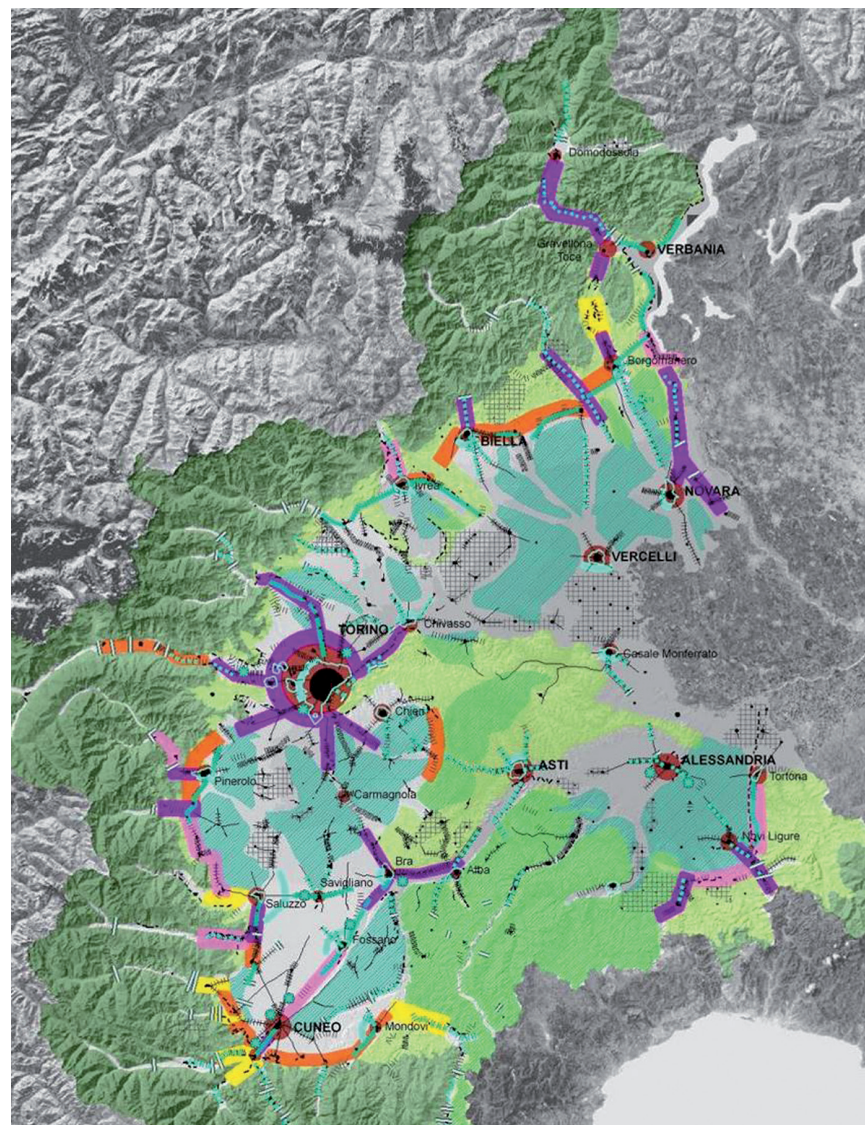 Domodossola
Gravellona
Toce
VERBANIA
Borgomanero
BIELLA
Ivrea
NOVARA
VERCELLI
TORINO
Chivasso
Casale Monferrato
Chieri
Pinerolo
ASTI
ALESSANDRIA
Tortona
Carmagnola
Novi Ligure
Bra
Alba
Savigliano
Saluzzo
Fossano
CUNEO
Mondovi'